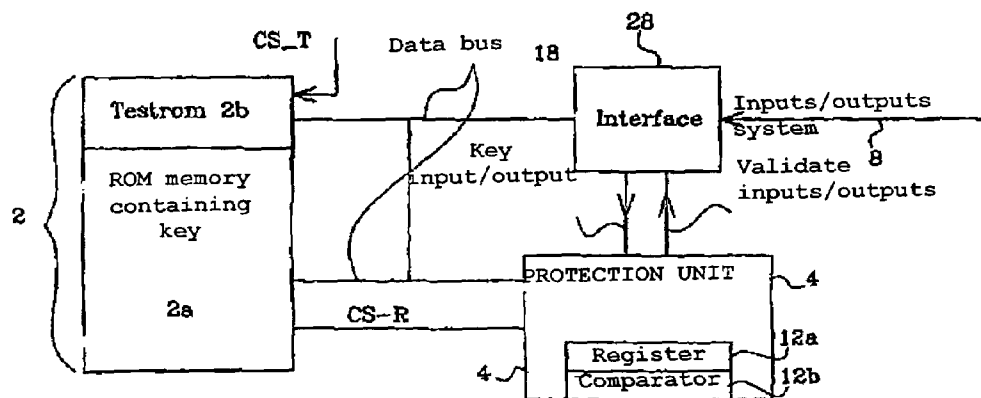 28
CS_T
Data bus
18
Testrom 2b
Interface
Inputs/outputs
system
8
Key
input/output
Validate
inputs/outputs
ROM memory
containing
key
2
PROTECTION UNIT
4
2a
CS-R
Register
12a
4
Comparator
12b